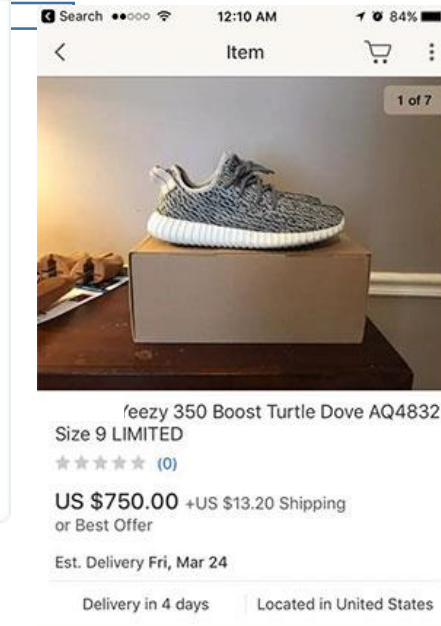 Search
12:10 AM
84%
Item
1 of 7
eezy 350 Boost Turtle Dove AQ4832
Size 9 LIMITED
(0)
US $750.00 +US $13.20 Shipping
or Best Offer
Est. Delivery Fri, Mar 24
Delivery in 4 days
Located in United States